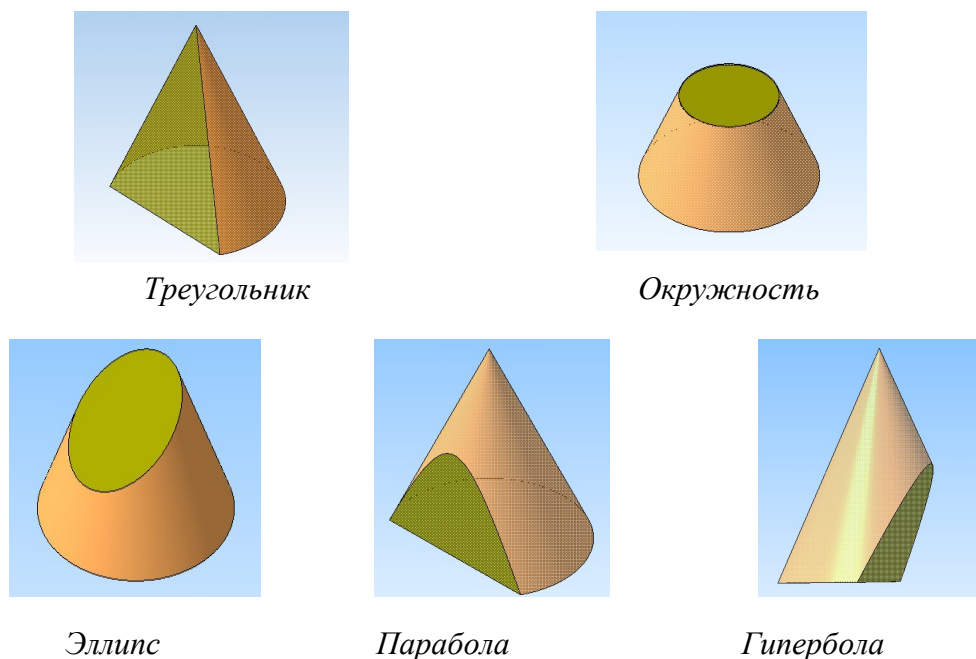 Треугольник Окружность
Эллипс Парабола Гипербола